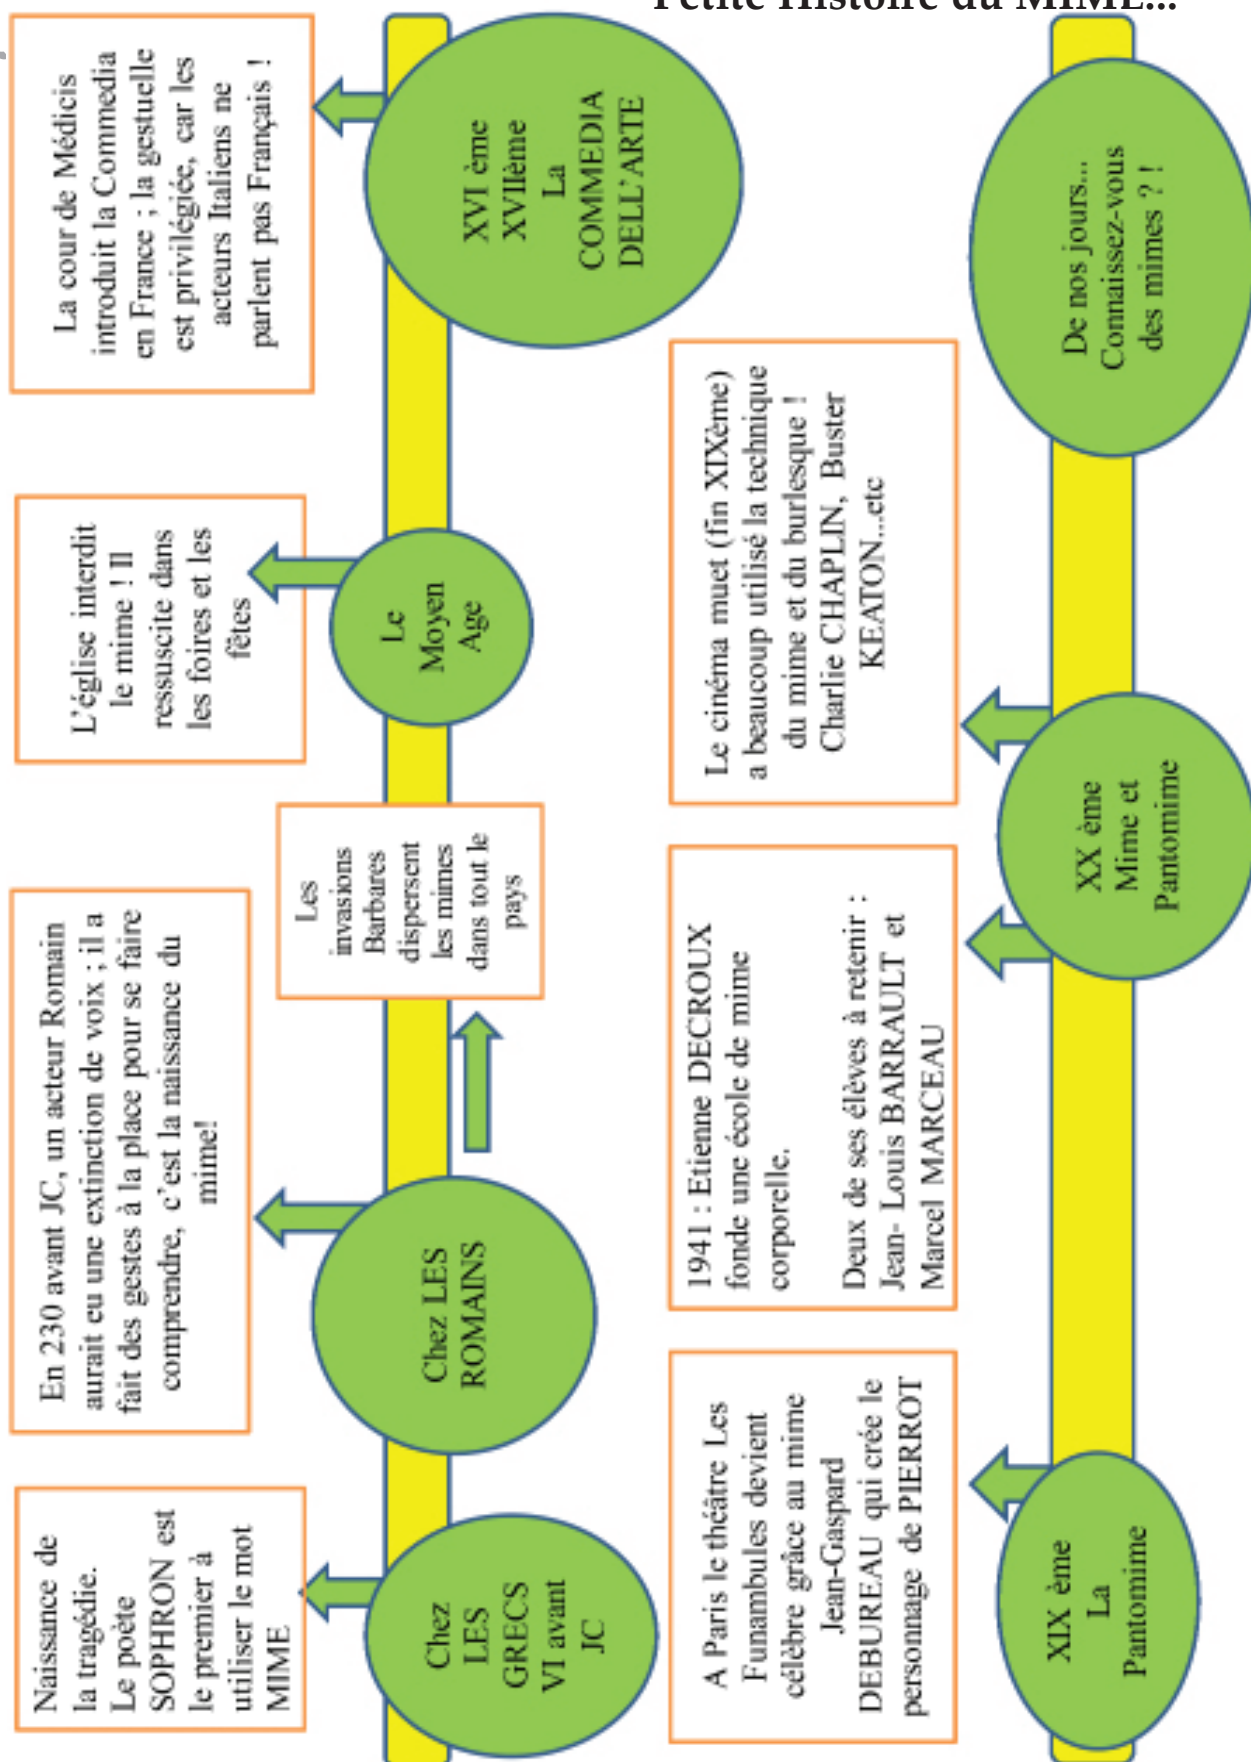 Petite Histoire du MIME...
Naissance de
la tragédie.
Le poète
SOPHRON est
le premier à
utiliser le mot
MIME
Chez
LES
GRECS
VI avant
JC
En 230 avant JC, un acteur Romain
aurait eu une extinction de voix ; il a
fait des gestes à la place pour se faire
comprendre, c'est la naissance du
mime!
Chez LES
ROMAINS
Les
invasions
Barbares
dispersent
les mimes
dans tout le
pays
L'église interdit
le mime ! Il
ressuscite dans
les foires et les
fêtes
Le
Moyen
Age
La cour de Médicis
introduit la Commedia
en France ; la gestuelle
est privilégiée, car les
acteurs Italiens ne
parlent pas Français !
XVI ème
XVIIème
La
COMMEDIA
DELL'ARTE
A Paris le théâtre Les
Funambules devient
célèbre grâce au mime
Jean-Gaspard
DEBUREAU qui crée le
personnage de PIERROT
XIX ème
La
Pantomime
1941 : Etienne DECROUX
fonde une école de mime
corporelle.
Deux de ses élèves à retenir :
Jean- Louis BARRAULT et
Marcel MARCEAU
Le cinéma muet (fin XIXème)
a beaucoup utilisé la technique
du mime et du burlesque !
Charlie CHAPLIN, Buster
KEATON...etc
XX ème
Mime et
Pantomime
De nos jours...
Connaissez-vous
des mimes ? !